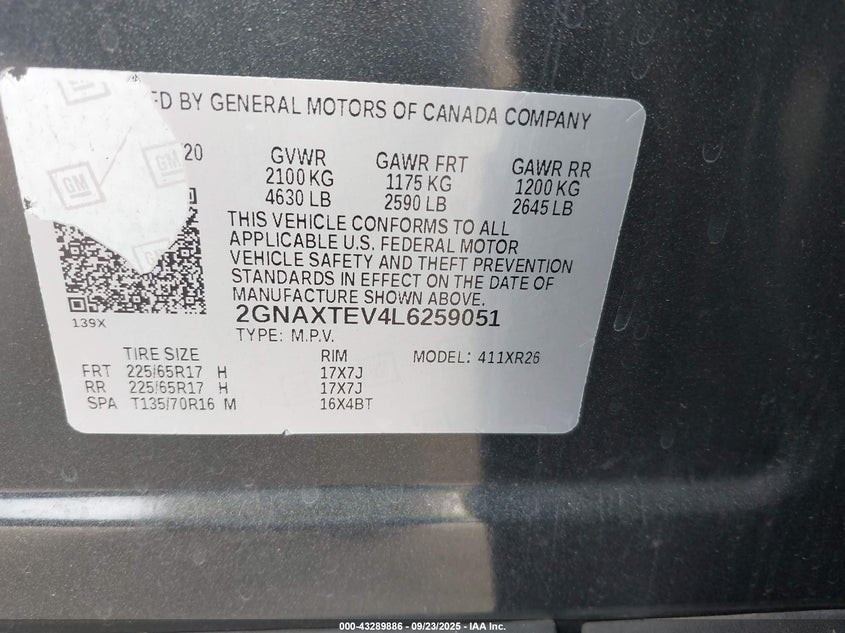 FD BY GENERAL MOTORS OF CANADA COMPANY
20
GVWR GAWR FRT GAWR RR
2100 KG 1175 KG 1200 KG
4630 LB 2590 LB 2645 LB
THIS VEHICLE CONFORMS TO ALL
APPLICABLE U.S. FEDERAL MOTOR
VEHICLE SAFETY AND THEFT PREVENTION
STANDARDS IN EFFECT ON THE DATE OF
MANUFACTURE SHOWN ABOVE.
2GNAXTEV4L6259051
139X
TYPE: M.P.V.
TIRE SIZE RIM MODEL: 411XR26
FRT 225/65R17 H 17X7J
RR 225/65R17 H 17X7J
SPA T135/70R16 M 16X4BT
GM
GM
000-43289886 - 09/23/2025 - IAA Inc.